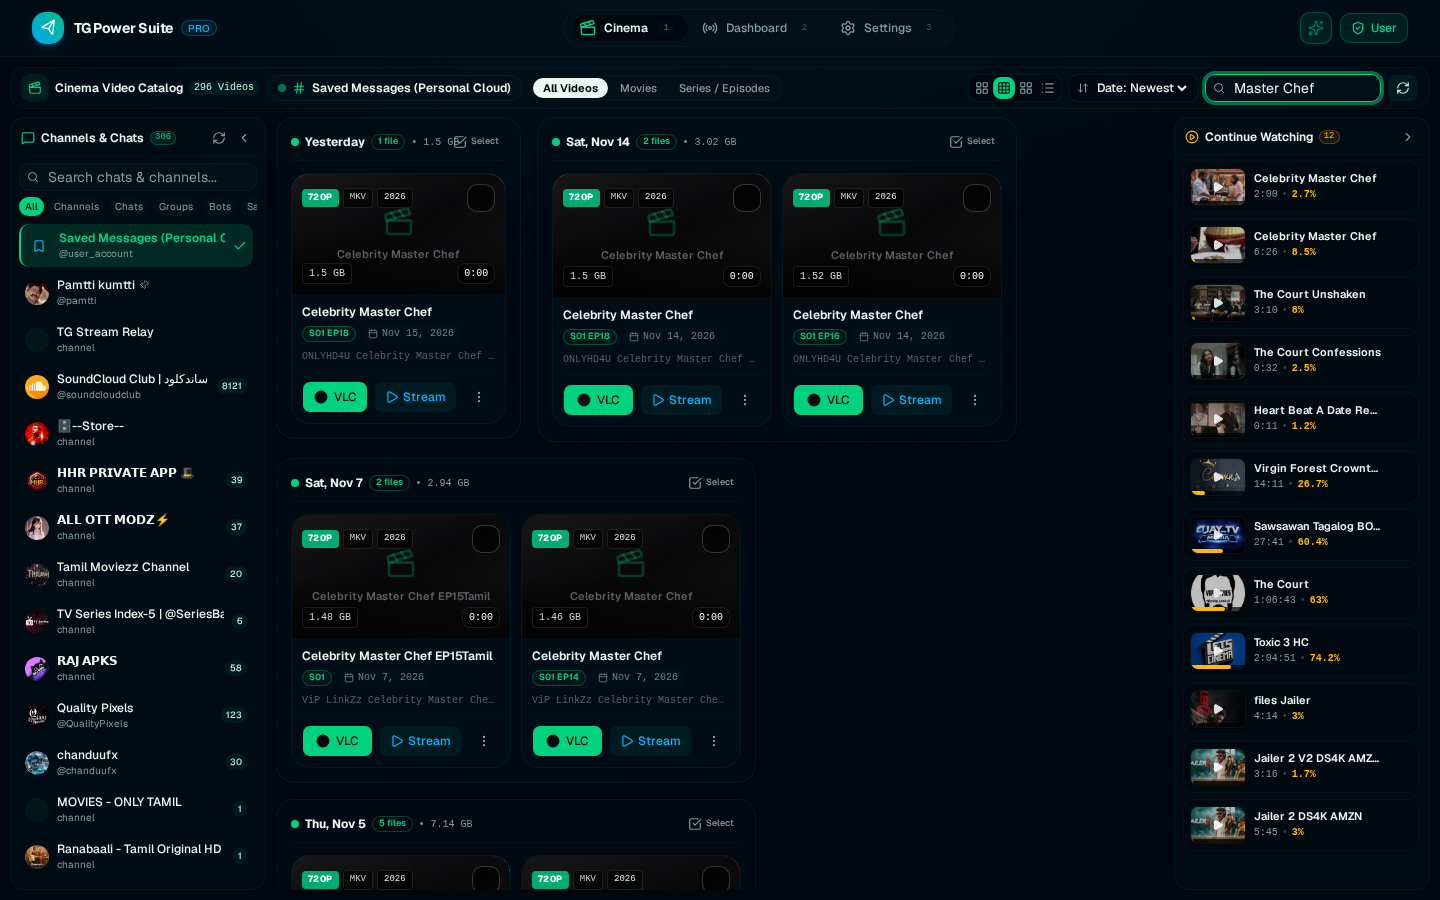 TG Power Suite PRO
Cinema 1 Dashboard 2 Settings 3
User
Cinema Video Catalog 296 Videos
# Saved Messages (Personal Cloud)
All Videos Movies Series / Episodes
Date: Newest
Master Chef
Channels & Chats 366
Search chats & channels...
All Channels Chats Groups Bots Sa
Saved Messages (Personal C
@user_account
Pamtti kumtti
@pamtti
TG Stream Relay
channel
SoundCloud Club | ساندکلود 8121
@soundcloudclub
--Store--
channel
HHR PRIVATE APP 🎩 39
channel
ALL OTT MODZ⚡ 37
channel
Tamil Moviezz Channel 20
channel
TV Series Index-5 | @SeriesBa 6
channel
RAJ APKS 58
channel
Quality Pixels 123
@QualityPixels
chanduufx 30
@chanduufx
MOVIES - ONLY TAMIL 1
channel
Ranabaali - Tamil Original HD 1
channel
Yesterday 1 file • 1.5 GB Select
720P MKV 2026
Celebrity Master Chef
1.5 GB 0:00
Celebrity Master Chef
S01 EP18 Nov 15, 2026
ONLYHD4U Celebrity Master Chef …
VLC Stream
Sat, Nov 14 2 files • 3.02 GB Select
720P MKV 2026
Celebrity Master Chef
1.5 GB 0:00
Celebrity Master Chef
S01 EP18 Nov 14, 2026
ONLYHD4U Celebrity Master Chef …
VLC Stream
720P MKV 2026
Celebrity Master Chef
1.52 GB 0:00
Celebrity Master Chef
S01 EP16 Nov 14, 2026
ONLYHD4U Celebrity Master Chef …
VLC Stream
Sat, Nov 7 2 files • 2.94 GB Select
720P MKV 2026
Celebrity Master Chef EP15Tamil
1.48 GB 0:00
Celebrity Master Chef EP15Tamil
S01 Nov 7, 2026
ViP LinkZz Celebrity Master Che…
VLC Stream
720P MKV 2026
Celebrity Master Chef
1.46 GB 0:00
Celebrity Master Chef
S01 EP14 Nov 7, 2026
ViP LinkZz Celebrity Master Che…
VLC Stream
Thu, Nov 5 5 files • 7.14 GB Select
720P MKV 2026
720P MKV 2026
Continue Watching 12
Celebrity Master Chef
2:00 • 2.7%
Celebrity Master Chef
6:26 • 8.5%
The Court Unshaken
3:10 • 8%
The Court Confessions
0:32 • 2.5%
Heart Beat A Date Re…
0:11 • 1.2%
Virgin Forest Crownt…
14:11 • 26.7%
Sawsawan Tagalog BO…
27:41 • 60.4%
The Court
1:06:43 • 63%
Toxic 3 HC
2:04:51 • 74.2%
files Jailer
4:14 • 3%
Jailer 2 V2 DS4K AMZ…
3:16 • 1.7%
Jailer 2 DS4K AMZN
5:45 • 3%